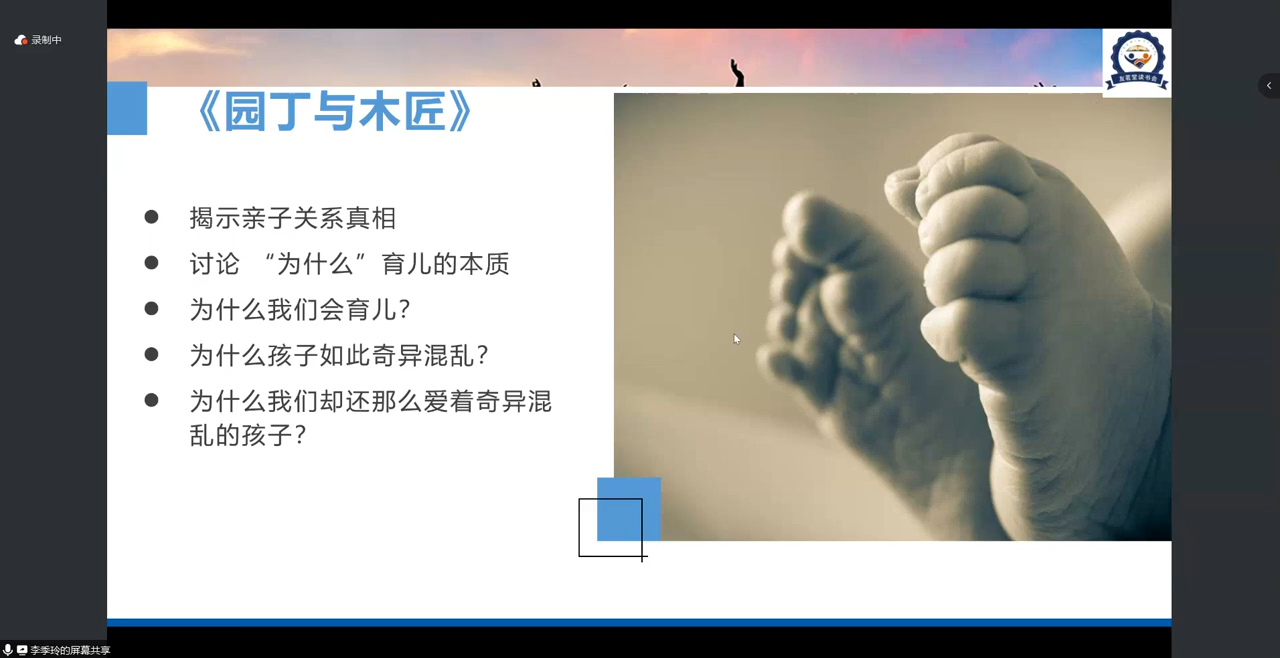 录制中
《园丁与木匠》
揭示亲子关系真相
讨论 “为什么”育儿的本质
为什么我们会育儿？
为什么孩子如此奇异混乱？
为什么我们却还那么爱着奇异混
乱的孩子？
李季玲的屏幕共享